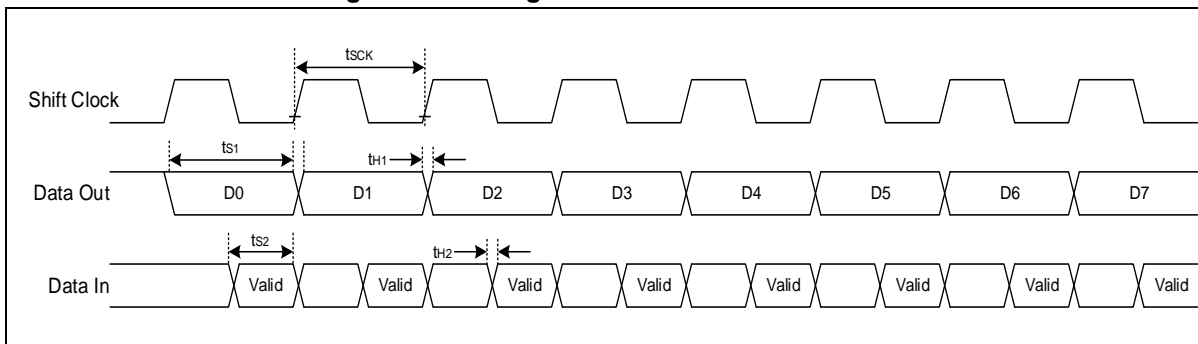 tSCK
Shift Clock
tS1
tH1
Data Out D0 D1 D2 D3 D4 D5 D6 D7
tS2
tH2
Data In Valid Valid Valid Valid Valid Valid Valid Valid